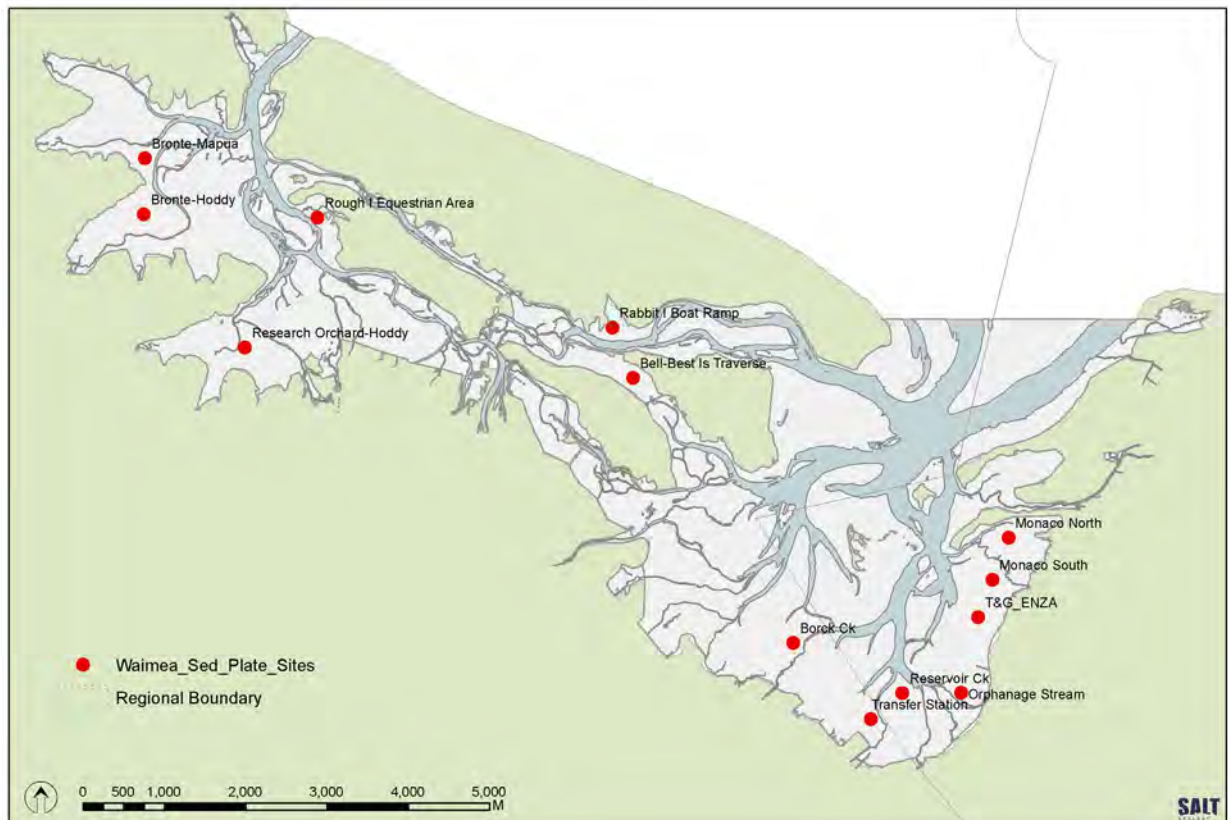 Bronte-Mapua
Bronte-Hoddy
Rough I Equestrian Area
Rabbit I Boat Ramp
Research Orchard-Hoddy
Bell-Best Is Traverse
Monaco North
Monaco South
T&G_ENZA
Borck Ck
Reservoir Ck
Orphanage Stream
Transfer Station
Waimea_Sed_Plate_Sites
Regional Boundary
0 500 1,000 2,000 3,000 4,000 5,000
M
SALT